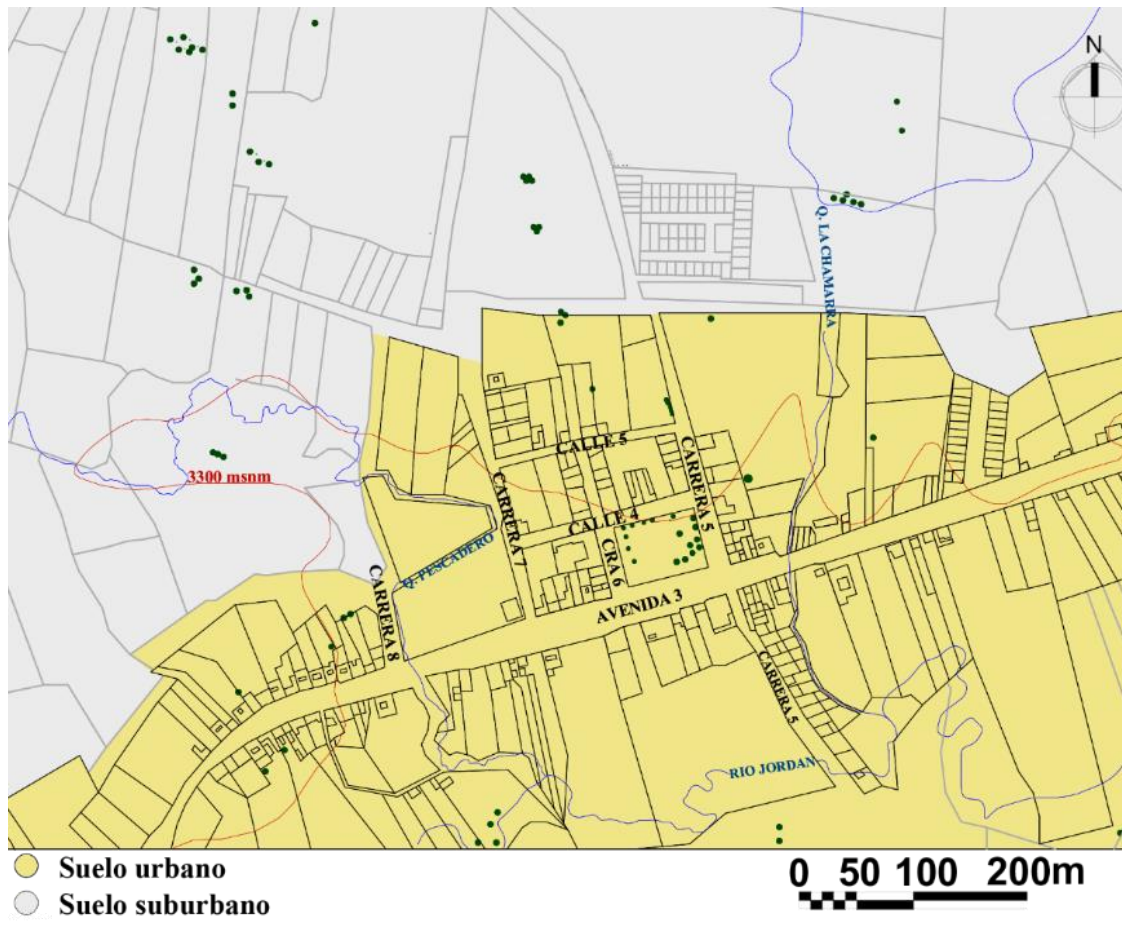 N
Q. LA CHAMARRA
CALLE 5
3300 msnm
CARRERA 7
CARRERA 5
CALLE 4
Q. PESCADERO
CRA 6
CARRERA 8
AVENIDA 3
CARRERA 5
RIO JORDAN
Suelo urbano
Suelo suburbano
0 50 100 200m